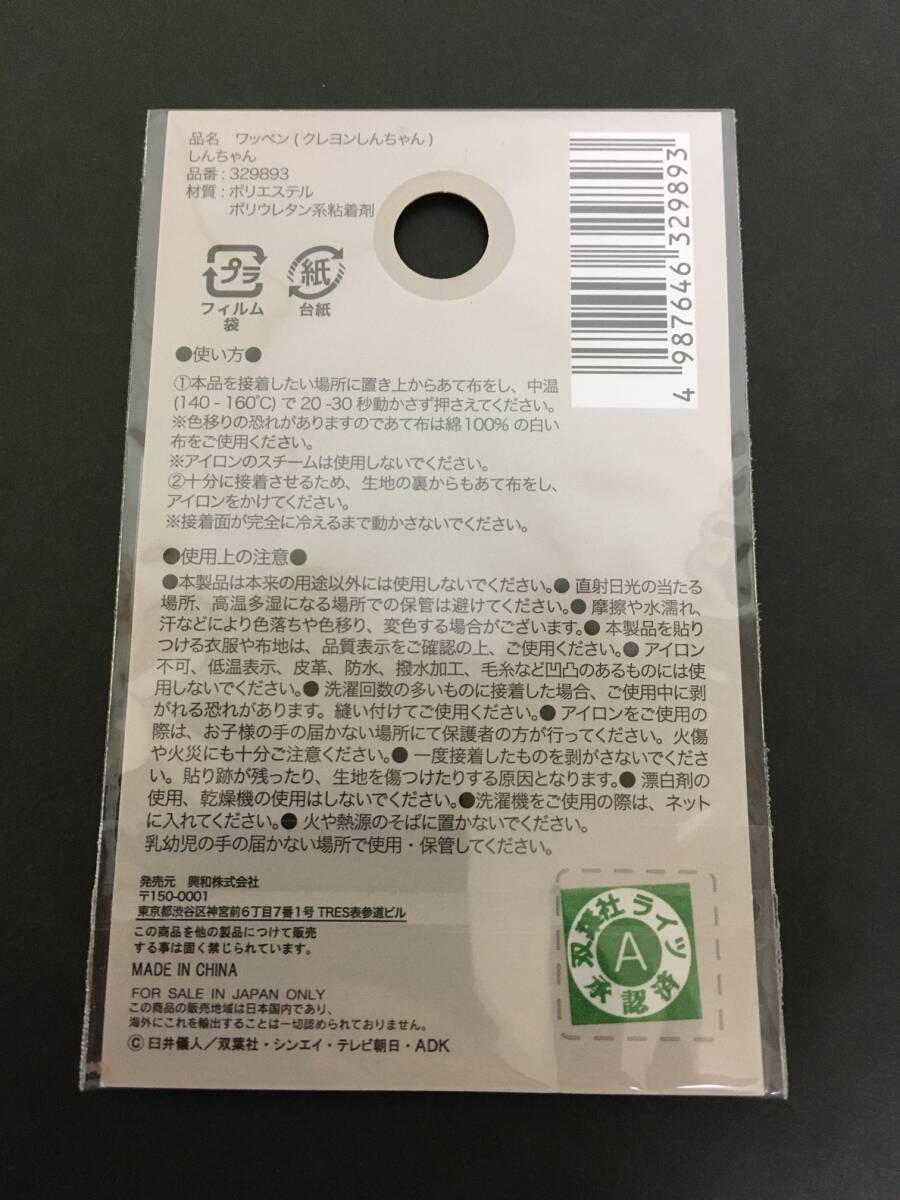 品名　ワッペン ( クレヨンしんちゃん )
しんちゃん
品番 : 329893
材質 : ポリエステル
ポリウレタン系粘着剤
4 987646 329893
プラ
フィルム
袋
紙
台紙
●使い方●
①本品を接着したい場所に置き上からあて布をし、中温
(140 - 160℃) で 20 -30 秒動かさず押さえてください。
※色移りの恐れがありますのであて布は綿100% の白い
布をご使用ください。
※アイロンのスチームは使用しないでください。
②十分に接着させるため、生地の裏からもあて布をし、
アイロンをかけてください。
※接着面が完全に冷えるまで動かさないでください。
●使用上の注意●
●本製品は本来の用途以外には使用しないでください。● 直射日光の当たる
場所、高温多湿になる場所での保管は避けてください。● 摩擦や水濡れ、
汗などにより色落ちや色移り、変色する場合がございます。● 本製品を貼り
つける衣服や布地は、品質表示をご確認の上、ご使用ください。● アイロン
不可、低温表示、皮革、防水、撥水加工、毛糸など凹凸のあるものには使
用しないでください。● 洗濯回数の多いものに接着した場合、ご使用中に剥
がれる恐れがあります。縫い付けてご使用ください。● アイロンをご使用の
際は、お子様の手の届かない場所にて保護者の方が行ってください。火傷
や火災にも十分ご注意ください。● 一度接着したものを剥がさないでくださ
い。貼り跡が残ったり、生地を傷つけたりする原因となります。● 漂白剤の
使用、乾燥機の使用はしないでください。●洗濯機をご使用の際は、ネット
に入れてください。● 火や熱源のそばに置かないでください。
乳幼児の手の届かない場所で使用・保管してください。
発売元　興和株式会社
〒150-0001
東京都渋谷区神宮前6丁目7番1号 TRES表参道ビル
この商品を他の製品につけて販売
する事は固く禁じられています。
MADE IN CHINA
FOR SALE IN JAPAN ONLY
この商品の販売地域は日本国内であり、
海外にこれを輸出することは一切認められておりません。
©臼井儀人／双葉社・シンエイ・テレビ朝日・ADK
双葉社ライツ
A
承認済